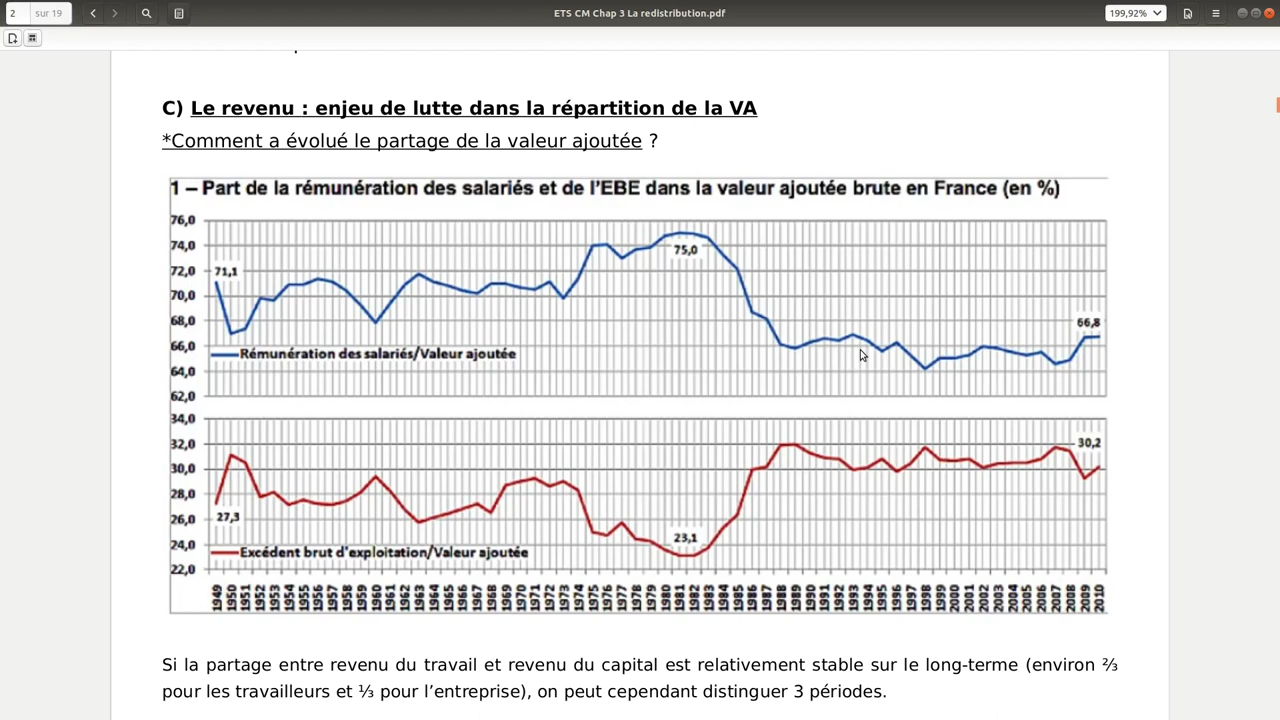 2 sur 19
ETS CM Chap 3 La redistribution.pdf
199,92%
C) Le revenu : enjeu de lutte dans la répartition de la VA
*Comment a évolué le partage de la valeur ajoutée ?
1 – Part de la rémunération des salariés et de l'EBE dans la valeur ajoutée brute en France (en %)
76,0
74,0
75,0
72,0
71,1
70,0
68,0
66,8
66,0
Rémunération des salariés/Valeur ajoutée
64,0
62,0
34,0
32,0
30,2
30,0
28,0
27,3
26,0
24,0
23,1
Excédent brut d'exploitation/Valeur ajoutée
22,0
1949 1950 1951 1952 1953 1954 1955 1956 1957 1958 1959 1960 1961 1962 1963 1964 1965 1966 1967 1968 1969 1970 1971 1972 1973 1974 1975 1976 1977 1978 1979 1980 1981 1982 1983 1984 1985 1986 1987 1988 1989 1990 1991 1992 1993 1994 1995 1996 1997 1998 1999 2000 2001 2002 2003 2004 2005 2006 2007 2008 2009 2010
Si la partage entre revenu du travail et revenu du capital est relativement stable sur le long-terme (environ ⅔
pour les travailleurs et ⅓ pour l’entreprise), on peut cependant distinguer 3 périodes.